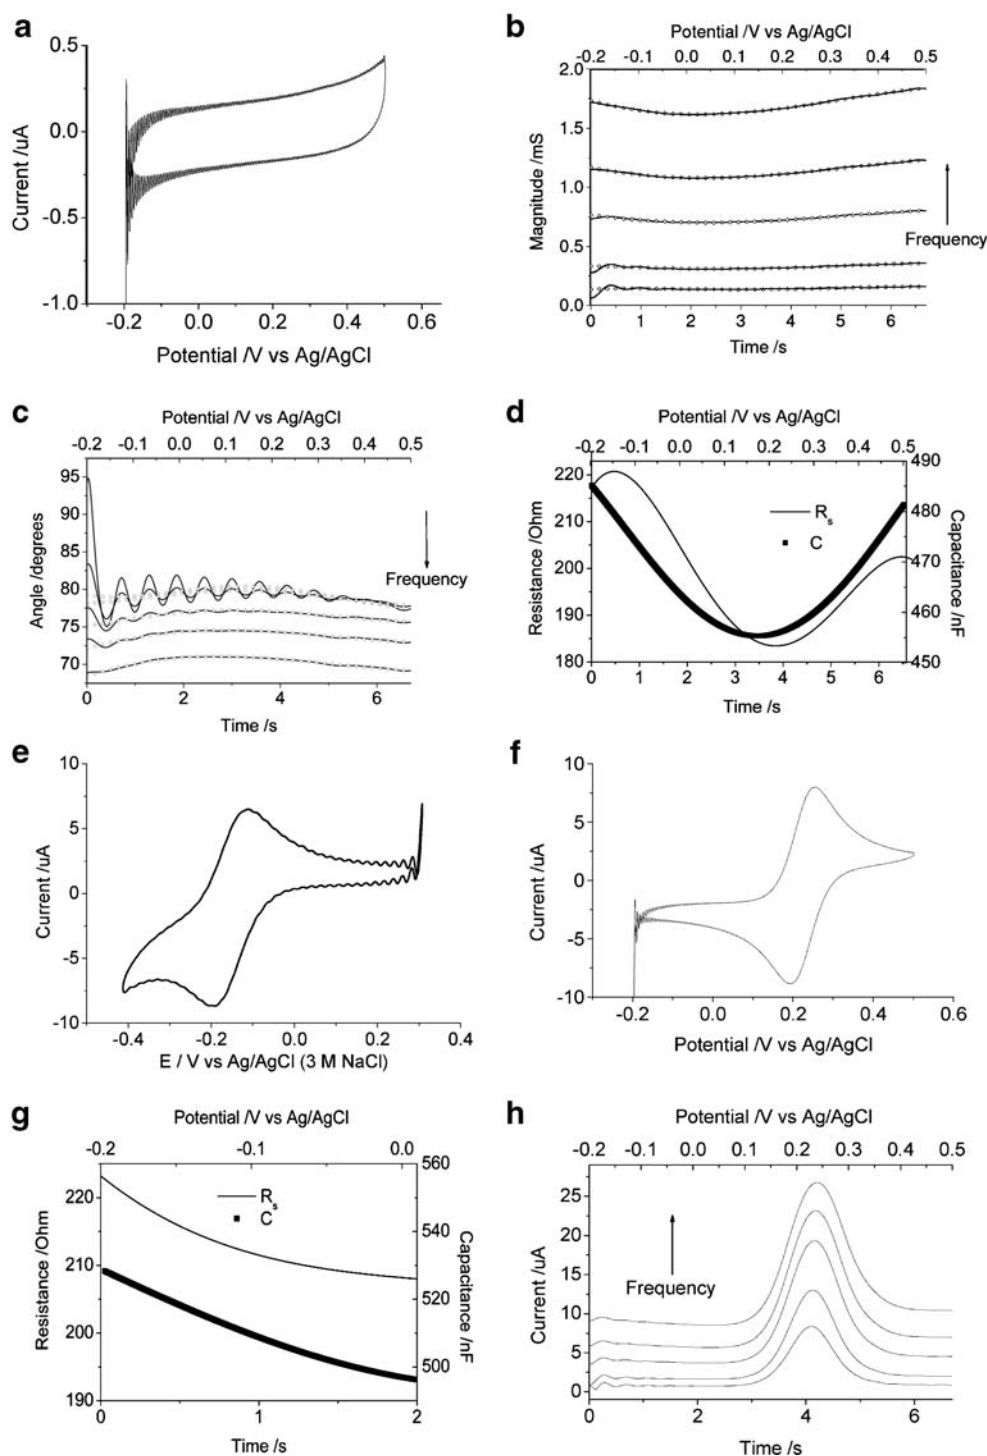 a
Current /uA
0.5
0.0
-0.5
-1.0
-0.2 0.0 0.2 0.4 0.6
Potential /V vs Ag/AgCl
b
Potential /V vs Ag/AgCl
-0.2 -0.1 0.0 0.1 0.2 0.3 0.4 0.5
Magnitude /mS
2.0
1.5
1.0
0.5
0.0
Frequency
0 1 2 3 4 5 6
Time /s
c
Potential /V vs Ag/AgCl
-0.2 -0.1 0.0 0.1 0.2 0.3 0.4 0.5
Angle /degrees
95
90
85
80
75
70
Frequency
0 2 4 6
Time /s
d
Potential /V vs Ag/AgCl
-0.2 -0.1 0.0 0.1 0.2 0.3 0.4 0.5
Resistance /Ohm
220
210
200
190
180
Rs
C
490
480
470
460
450
Capacitance /nF
0 1 2 3 4 5 6
Time /s
e
Current /uA
10
5
0
-5
-10
-0.4 -0.2 0.0 0.2 0.4
E / V vs Ag/AgCl (3 M NaCl)
f
Current /uA
10
5
0
-5
-10
-0.2 0.0 0.2 0.4 0.6
Potential /V vs Ag/AgCl
g
Potential /V vs Ag/AgCl
-0.2 -0.1 0.0
Resistance /Ohm
220
210
200
190
Rs
C
560
540
520
500
Capacitance /nF
0 1 2
Time /s
h
Potential /V vs Ag/AgCl
-0.2 -0.1 0.0 0.1 0.2 0.3 0.4 0.5
Current /uA
25
20
15
10
5
0
Frequency
0 2 4 6
Time /s